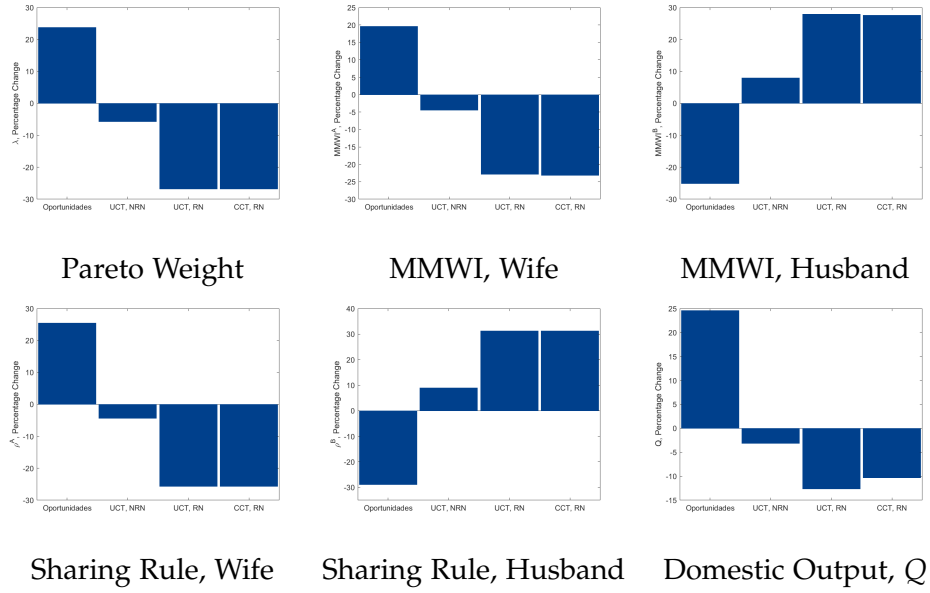 30
20
10
0
-10
-20
-30
λ, Percentage Change
Oportunidades UCT, NRN UCT, RN CCT, RN
Pareto Weight
25
20
15
10
5
0
-5
-10
-15
-20
-25
-30
MMWI^A, Percentage Change
Oportunidades UCT, NRN UCT, RN CCT, RN
MMWI, Wife
30
20
10
0
-10
-20
-30
MMWI^B, Percentage Change
Oportunidades UCT, NRN UCT, RN CCT, RN
MMWI, Husband
30
20
10
0
-10
-20
-30
ρ^A, Percentage Change
Oportunidades UCT, NRN UCT, RN CCT, RN
Sharing Rule, Wife
40
30
20
10
0
-10
-20
-30
ρ^B, Percentage Change
Oportunidades UCT, NRN UCT, RN CCT, RN
Sharing Rule, Husband
25
20
15
10
5
0
-5
-10
-15
Q, Percentage Change
Oportunidades UCT, NRN UCT, RN CCT, RN
Domestic Output, Q